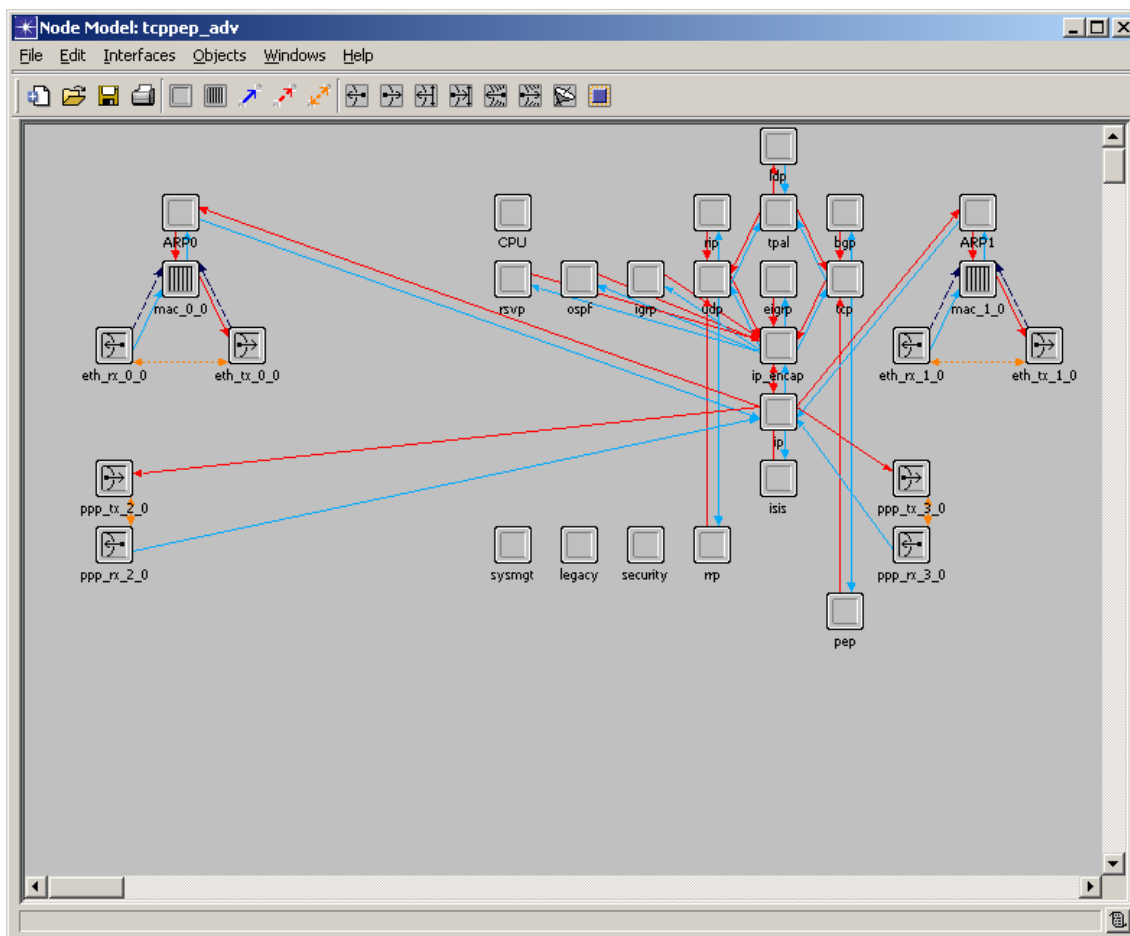 Node Model: tcppep_adv
File Edit Interfaces Objects Windows Help
ldp
ARP0 CPU rip tpal bgp ARP1
mac_0_0 rsvp ospf igrp udp eigrp tcp mac_1_0
eth_rx_0_0 eth_tx_0_0 ip_encap eth_rx_1_0 eth_tx_1_0
ip
ppp_tx_2_0 isis ppp_tx_3_0
ppp_rx_2_0 sysmgt legacy security rrp ppp_rx_3_0
pep